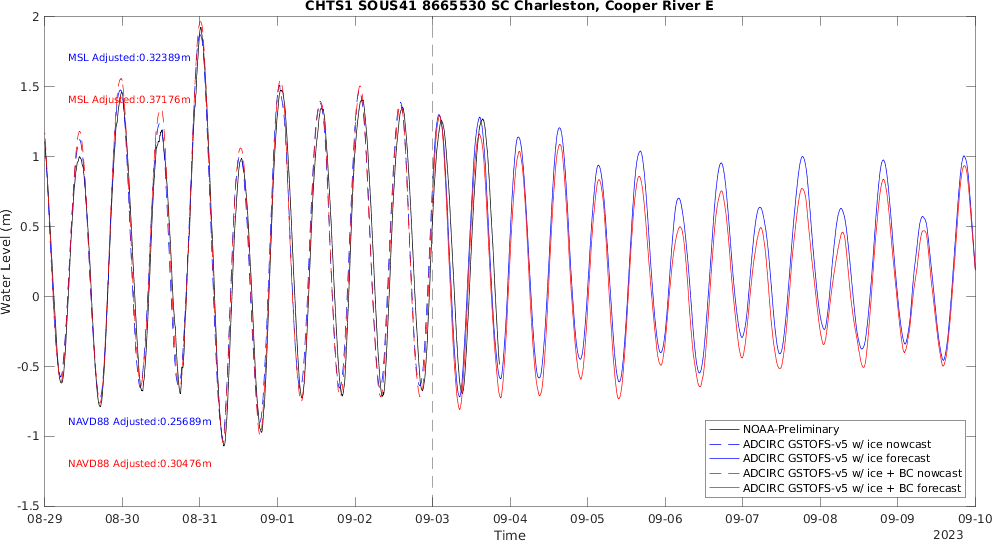 CHTS1 SOUS41 8665530 SC Charleston, Cooper River E
2
1.5
1
0.5
0
-0.5
-1
-1.5
Water Level (m)
MSL Adjusted:0.32389m
MSL Adjusted:0.37176m
NAVD88 Adjusted:0.25689m
NAVD88 Adjusted:0.30476m
NOAA-Preliminary
ADCIRC GSTOFS-v5 w/ ice nowcast
ADCIRC GSTOFS-v5 w/ ice forecast
ADCIRC GSTOFS-v5 w/ ice + BC nowcast
ADCIRC GSTOFS-v5 w/ ice + BC forecast
08-29 08-30 08-31 09-01 09-02 09-03 09-04 09-05 09-06 09-07 09-08 09-09 09-10
Time
2023